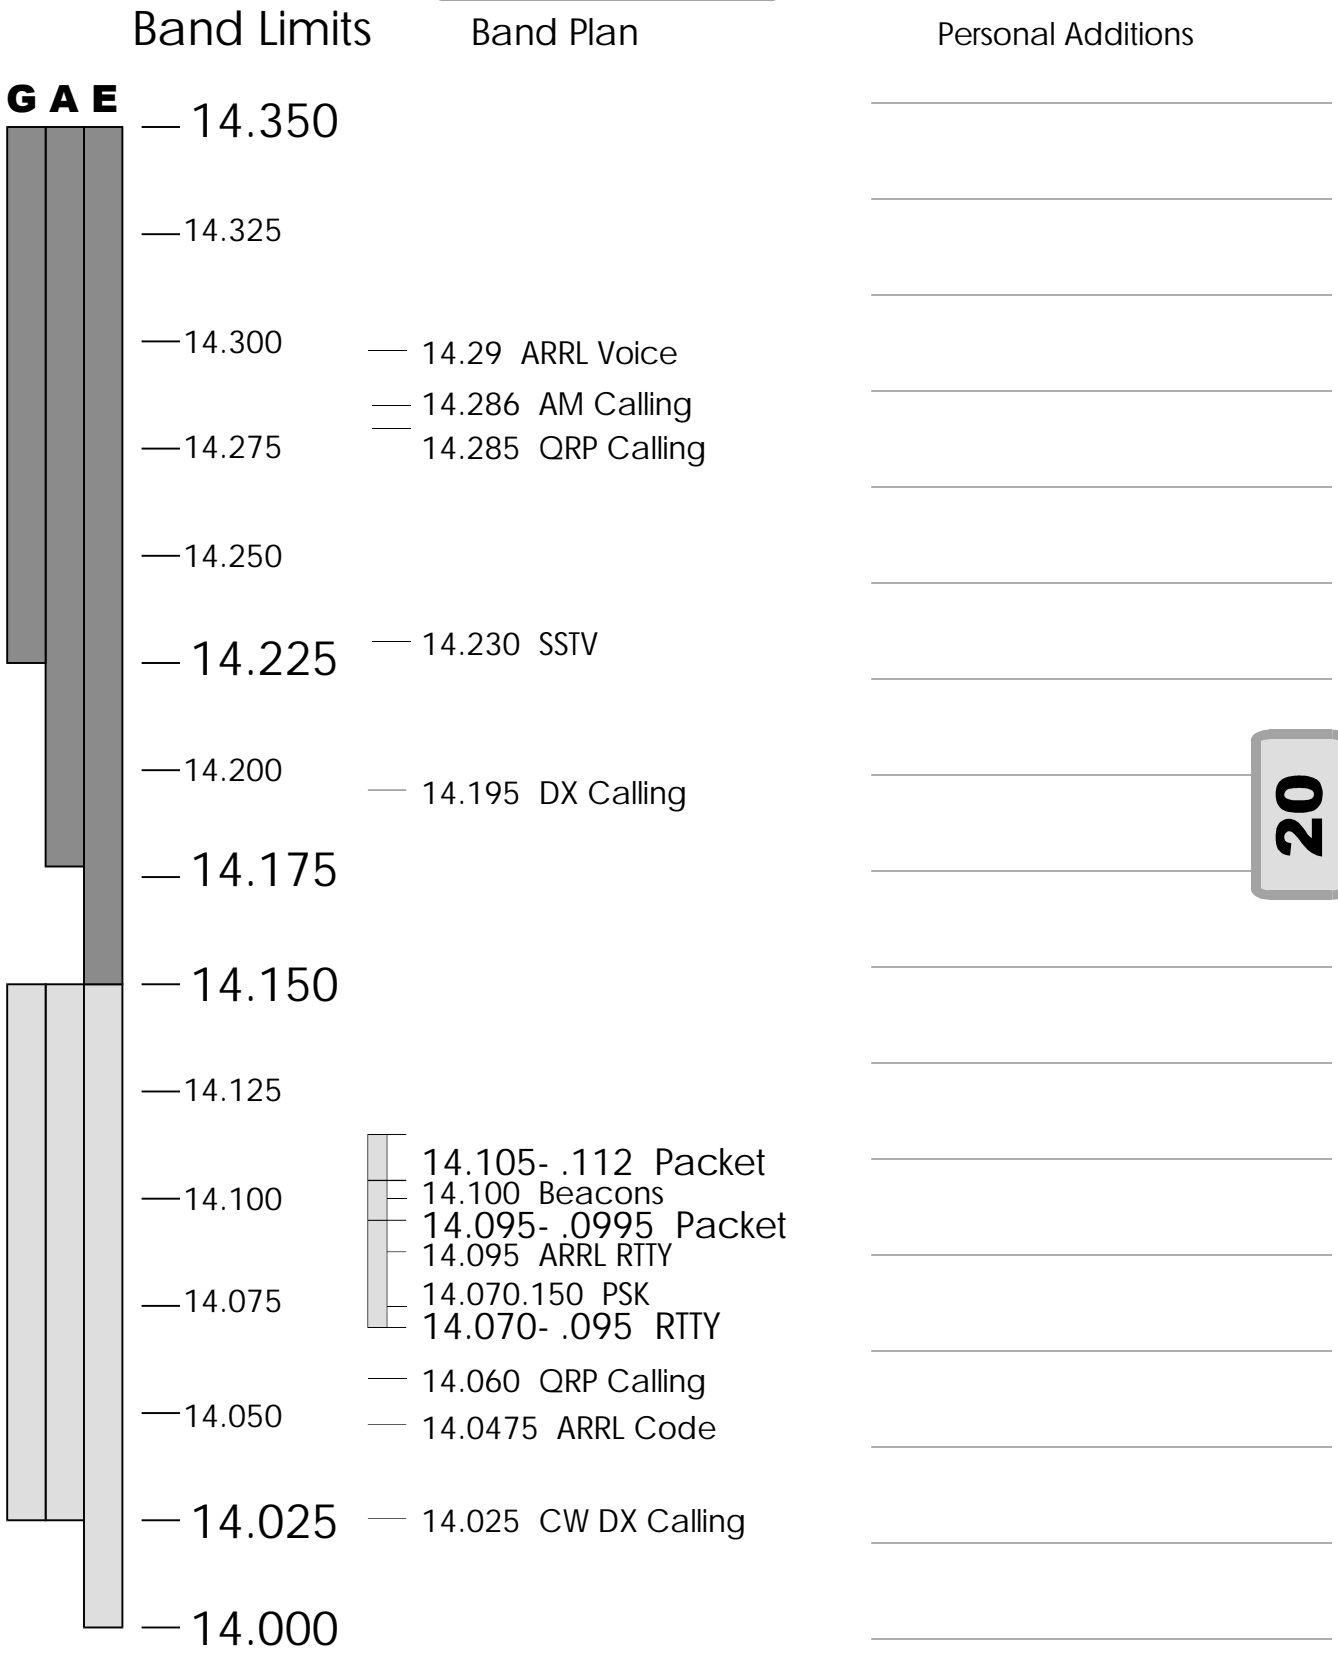 Band Limits
Band Plan
Personal Additions
G A E
14.350
14.325
14.300
14.29 ARRL Voice
14.286 AM Calling
14.275
14.285 QRP Calling
14.250
14.225
14.230 SSTV
14.200
14.195 DX Calling
20
14.175
14.150
14.125
14.105- .112 Packet
14.100
14.100 Beacons
14.095- .0995 Packet
14.095 ARRL RTTY
14.075
14.070.150 PSK
14.070- .095 RTTY
14.060 QRP Calling
14.050
14.0475 ARRL Code
14.025
14.025 CW DX Calling
14.000